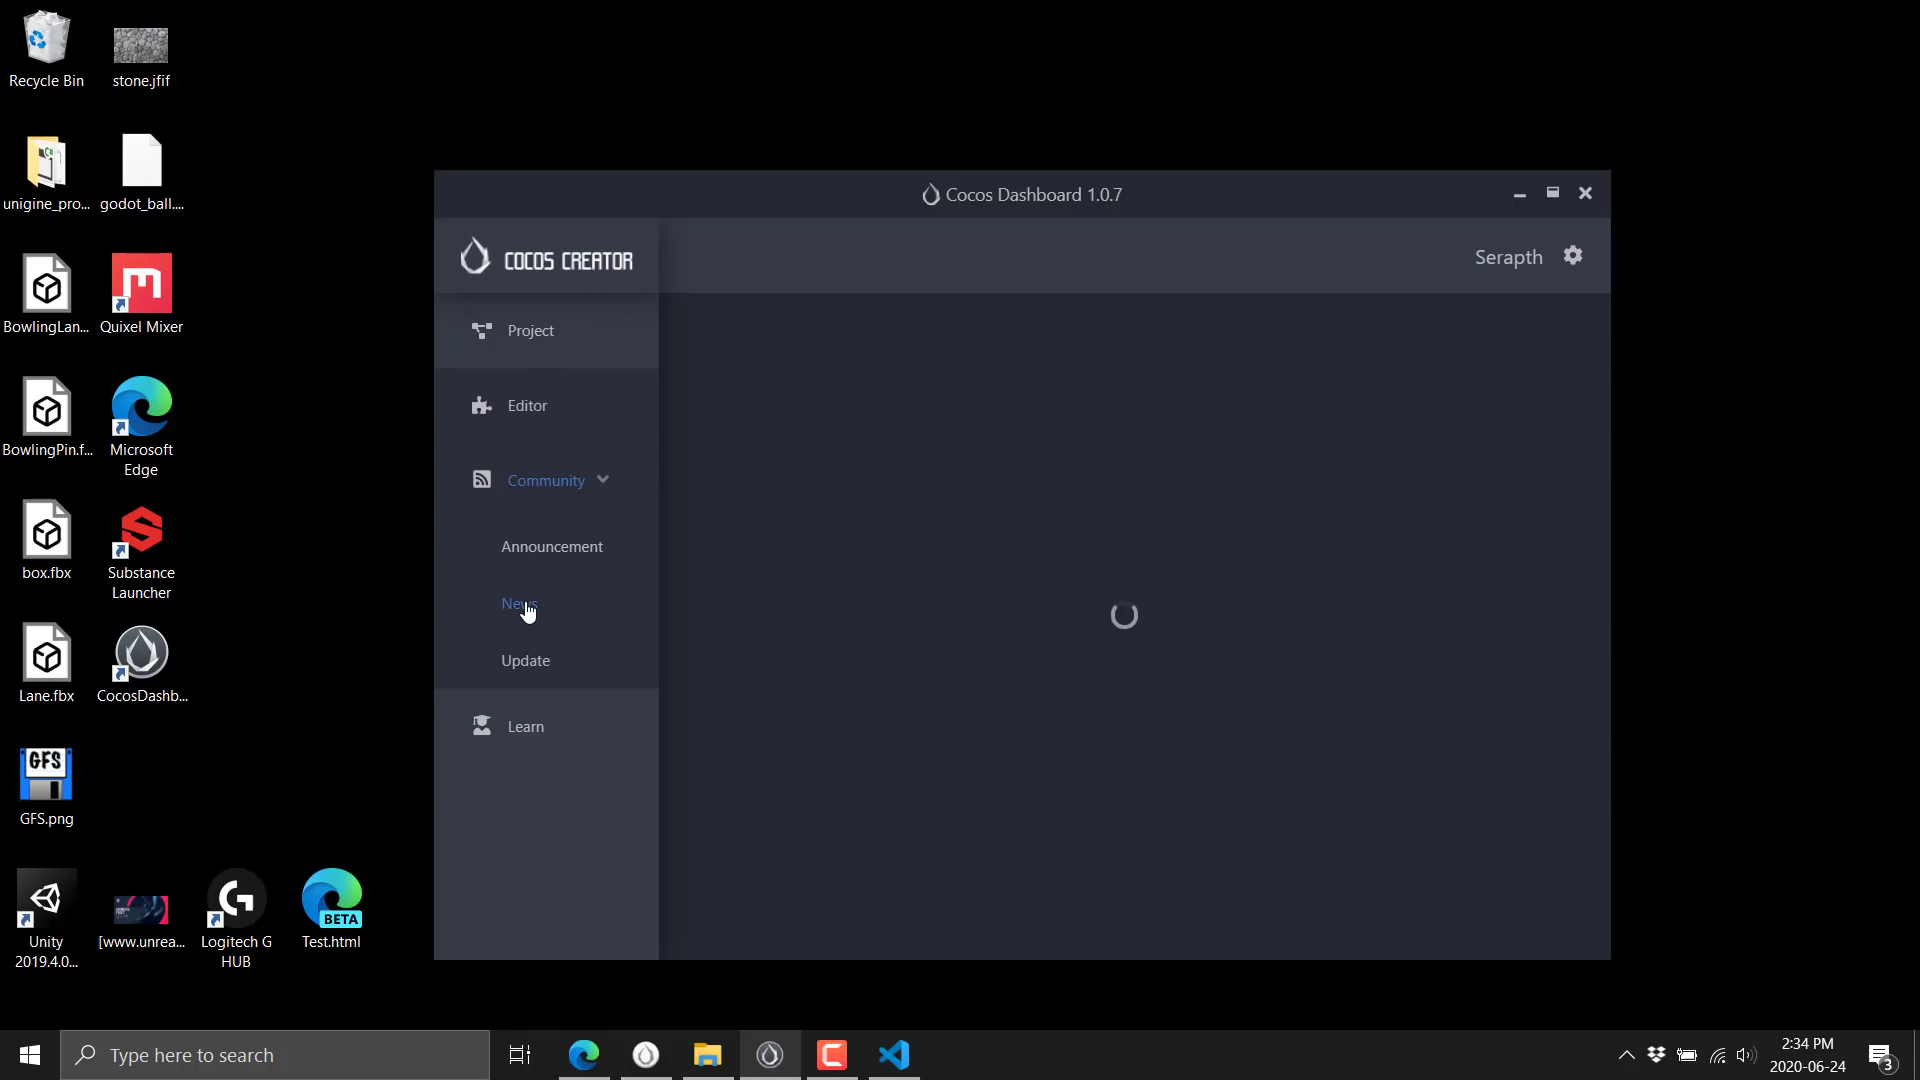 Recycle Bin
stone.jfif
unigine_pro...
godot_ball....
BowlingLan...
Quixel Mixer
BowlingPin.f...
Microsoft
Edge
box.fbx
Substance
Launcher
Lane.fbx
CocosDashb...
GFS
GFS.png
Unity
2019.4.0...
[www.unrea...
Logitech G
HUB
BETA
Test.html
Cocos Dashboard 1.0.7
COCOS CREATOR
Serapth
Project
Editor
Community
Announcement
News
Update
Learn
Type here to search
2:34 PM
2020-06-24
3